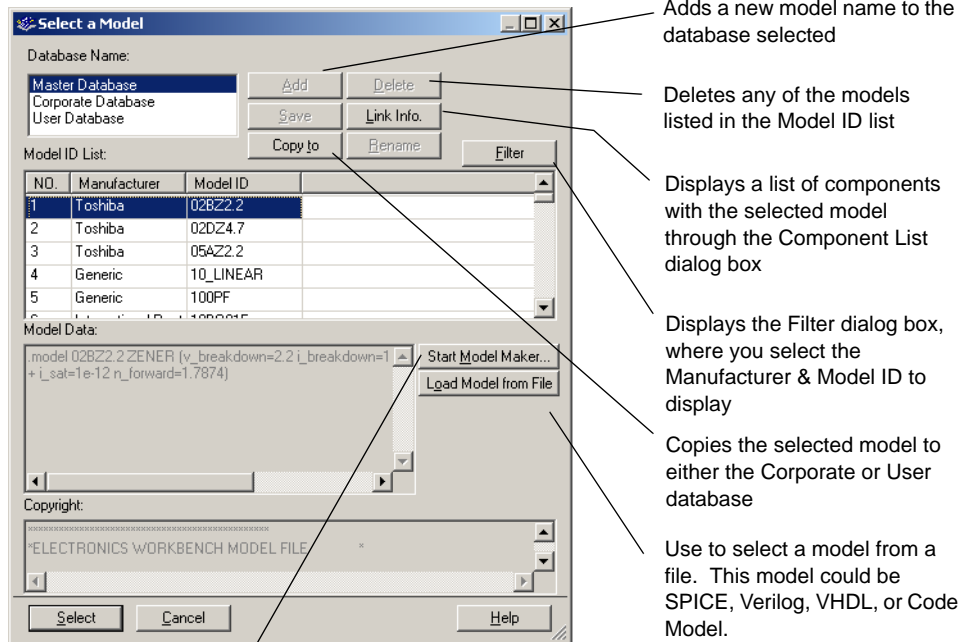 Select a Model
Database Name:
Master Database
Corporate Database
User Database
Add
Delete
Save
Link Info.
Copy to
Rename
Filter
Model ID List:
NO. Manufacturer Model ID
1 Toshiba 02BZ2.2
2 Toshiba 02DZ4.7
3 Toshiba 05AZ2.2
4 Generic 10_LINEAR
5 Generic 100PF
Model Data:
.model 02BZ2.2 ZENER (v_breakdown=2.2 i_breakdown=1
+ i_sat=1e-12 n_forward=1.7874)
Start Model Maker...
Load Model from File
Copyright:
*ELECTRONICS WORKBENCH MODEL FILE *
Select
Cancel
Help
Adds a new model name to the
database selected
Deletes any of the models
listed in the Model ID list
Displays a list of components
with the selected model
through the Component List
dialog box
Displays the Filter dialog box,
where you select the
Manufacturer & Model ID to
display
Copies the selected model to
either the Corporate or User
database
Use to select a model from a
file. This model could be
SPICE, Verilog, VHDL, or Code
Model.